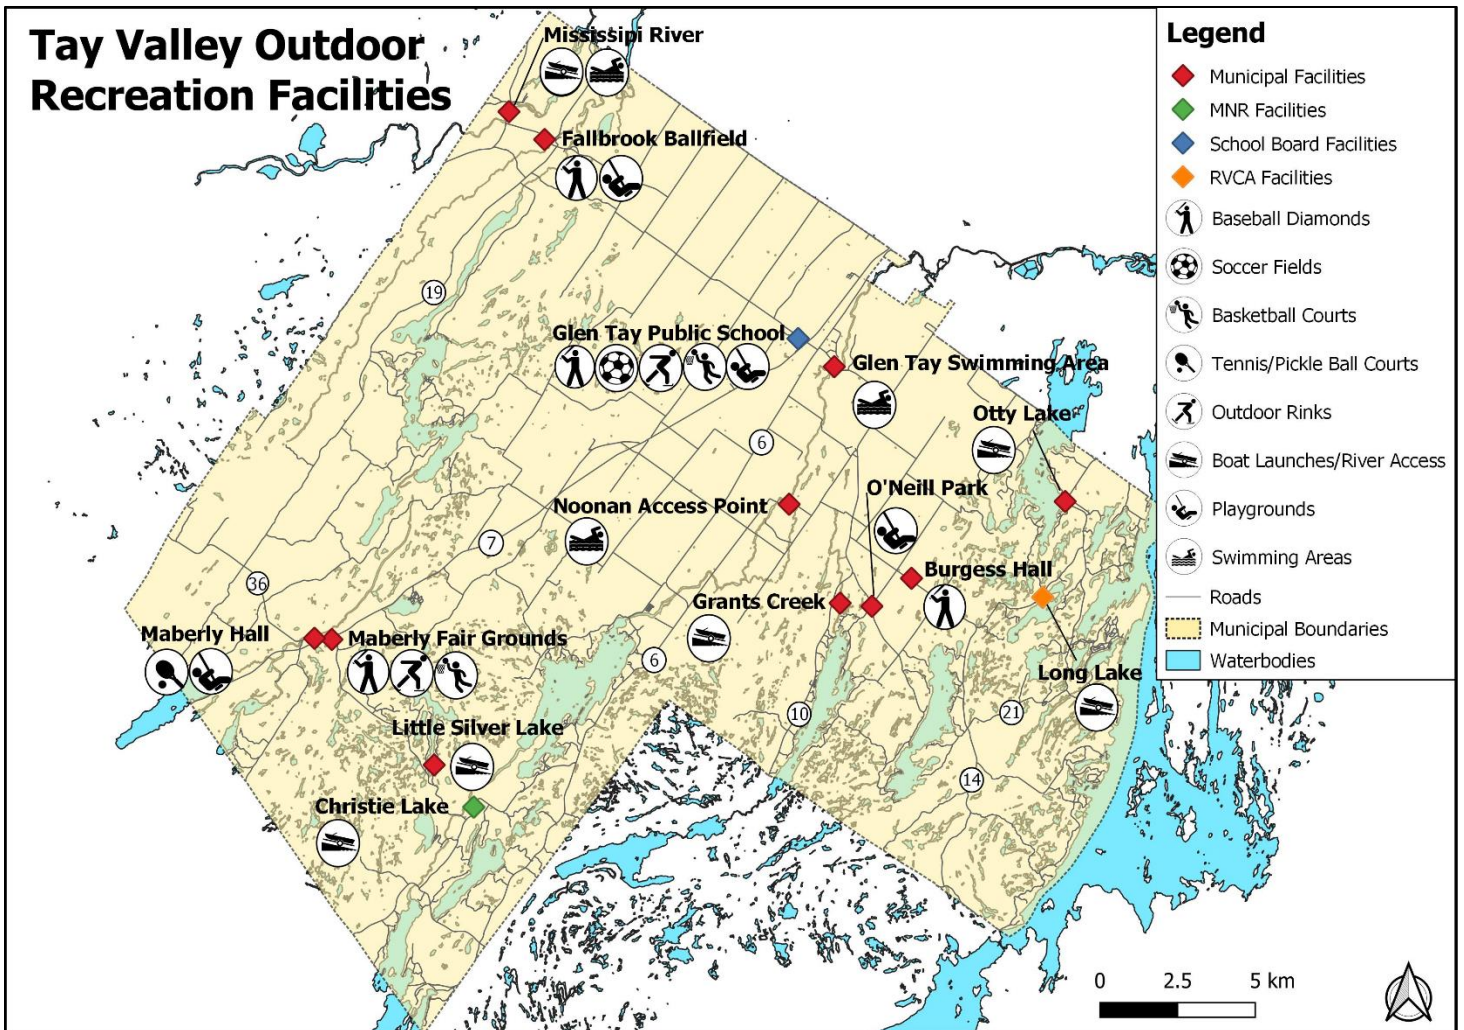 Tay Valley Outdoor
Recreation Facilities
Mississipi River
Fallbrook Ballfield
19
Glen Tay Public School
Glen Tay Swimming Area
Otty Lake
6
O'Neill Park
Noonan Access Point
7
36
Burgess Hall
Grants Creek
Maberly Hall
Maberly Fair Grounds
6
Long Lake
10
21
Little Silver Lake
14
Christie Lake
Legend
Municipal Facilities
MNR Facilities
School Board Facilities
RVCA Facilities
Baseball Diamonds
Soccer Fields
Basketball Courts
Tennis/Pickle Ball Courts
Outdoor Rinks
Boat Launches/River Access
Playgrounds
Swimming Areas
Roads
Municipal Boundaries
Waterbodies
0 2.5 5 km